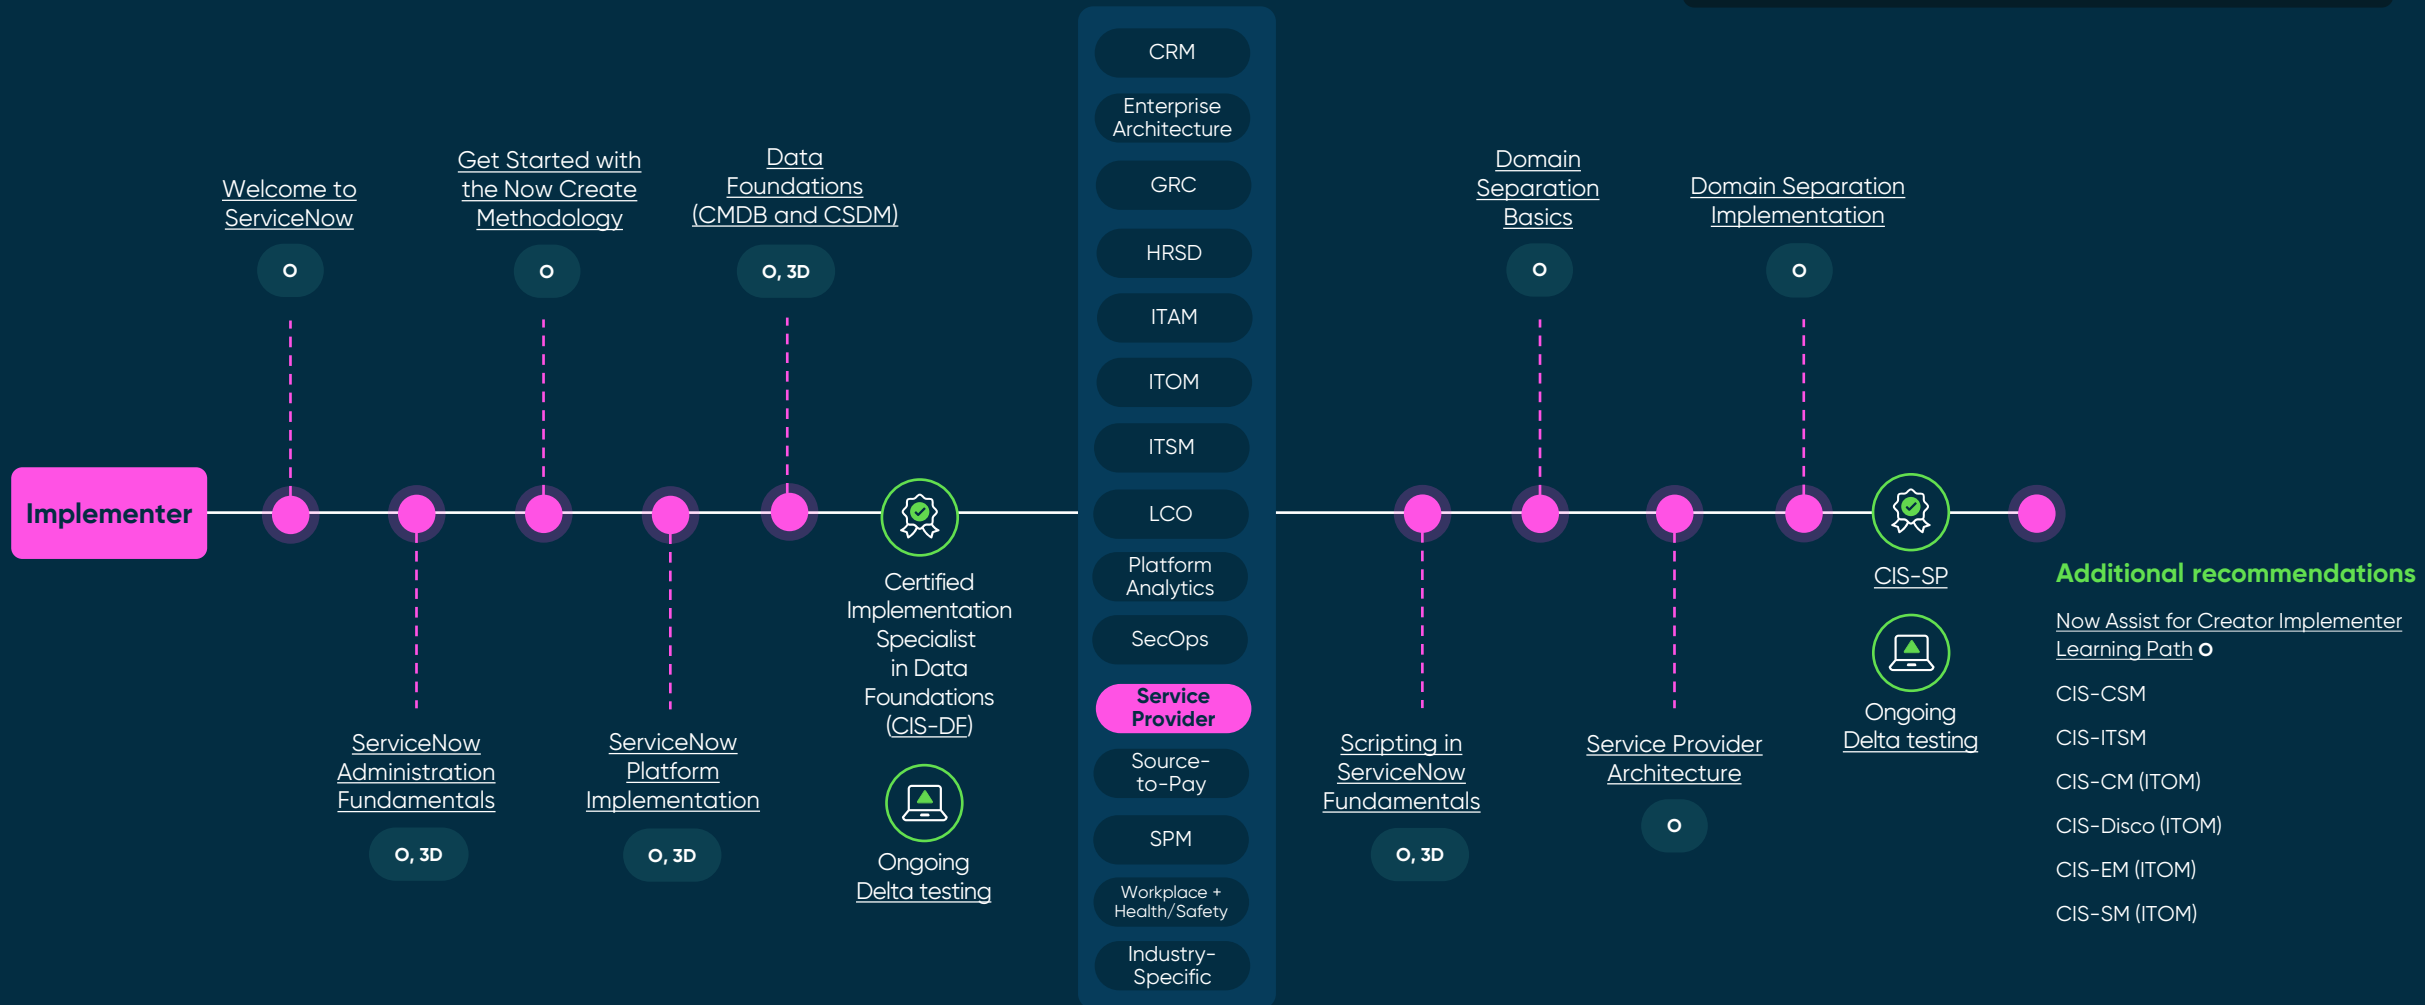 Implementer
Welcome to
ServiceNow
O
ServiceNow
Administration
Fundamentals
O, 3D
Get Started with
the Now Create
Methodology
O
ServiceNow
Platform
Implementation
O, 3D
Data
Foundations
(CMDB and CSDM)
O, 3D
Certified
Implementation
Specialist
in Data
Foundations
(CIS-DF)
Ongoing
Delta testing
CRM
Enterprise
Architecture
GRC
HRSD
ITAM
ITOM
ITSM
LCO
Platform
Analytics
SecOps
Service
Provider
Source-
to-Pay
SPM
Workplace +
Health/Safety
Industry-
Specific
Scripting in
ServiceNow
Fundamentals
O, 3D
Domain
Separation
Basics
O
Service Provider
Architecture
O
Domain Separation
Implementation
O
CIS-SP
Ongoing
Delta testing
Additional recommendations
Now Assist for Creator Implementer
Learning Path O
CIS-CSM
CIS-ITSM
CIS-CM (ITOM)
CIS-Disco (ITOM)
CIS-EM (ITOM)
CIS-SM (ITOM)